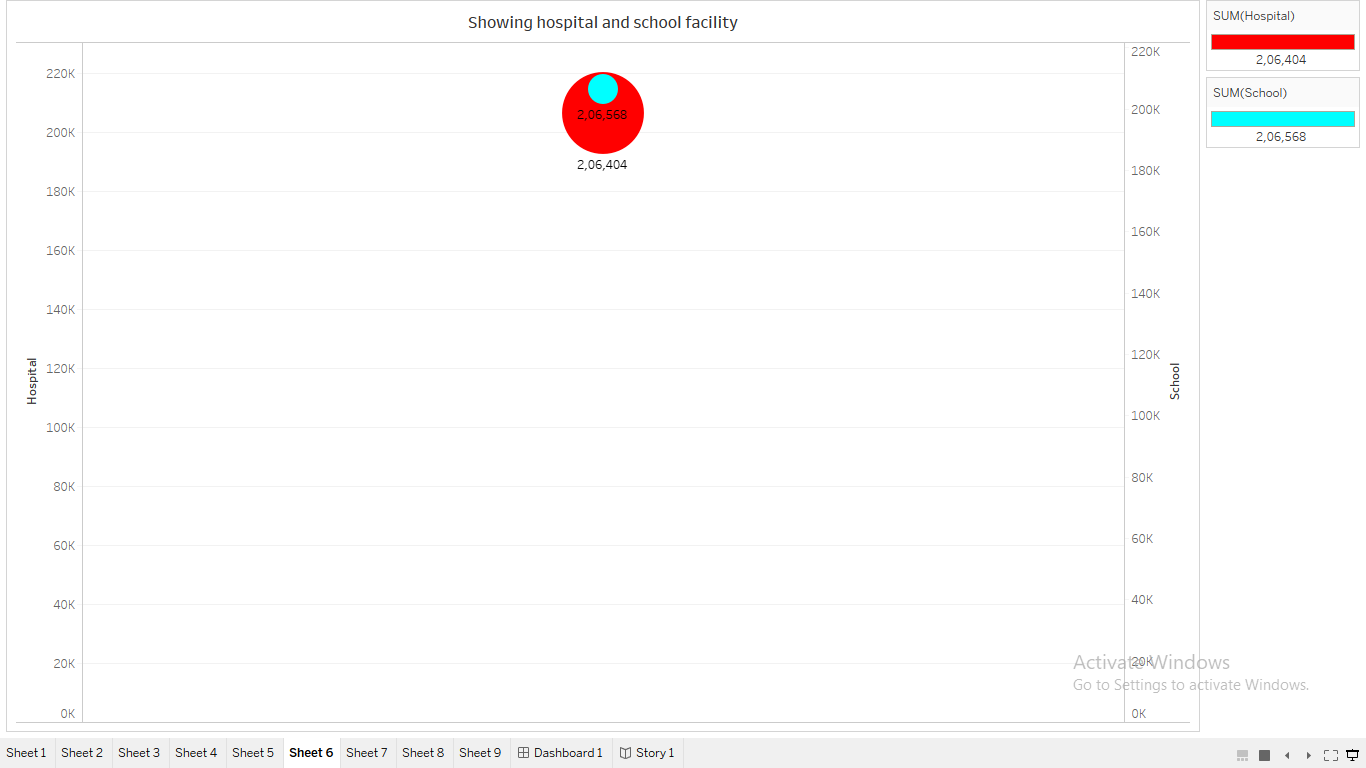 Showing hospital and school facility
220K
200K
180K
160K
140K
120K
100K
80K
60K
40K
20K
0K
Hospital
2,06,568
2,06,404
220K
200K
180K
160K
140K
120K
100K
80K
60K
40K
20K
0K
School
SUM(Hospital)
2,06,404
SUM(School)
2,06,568
Activate Windows
Go to Settings to activate Windows.
Sheet 1 Sheet 2 Sheet 3 Sheet 4 Sheet 5 Sheet 6 Sheet 7 Sheet 8 Sheet 9 Dashboard 1 Story 1